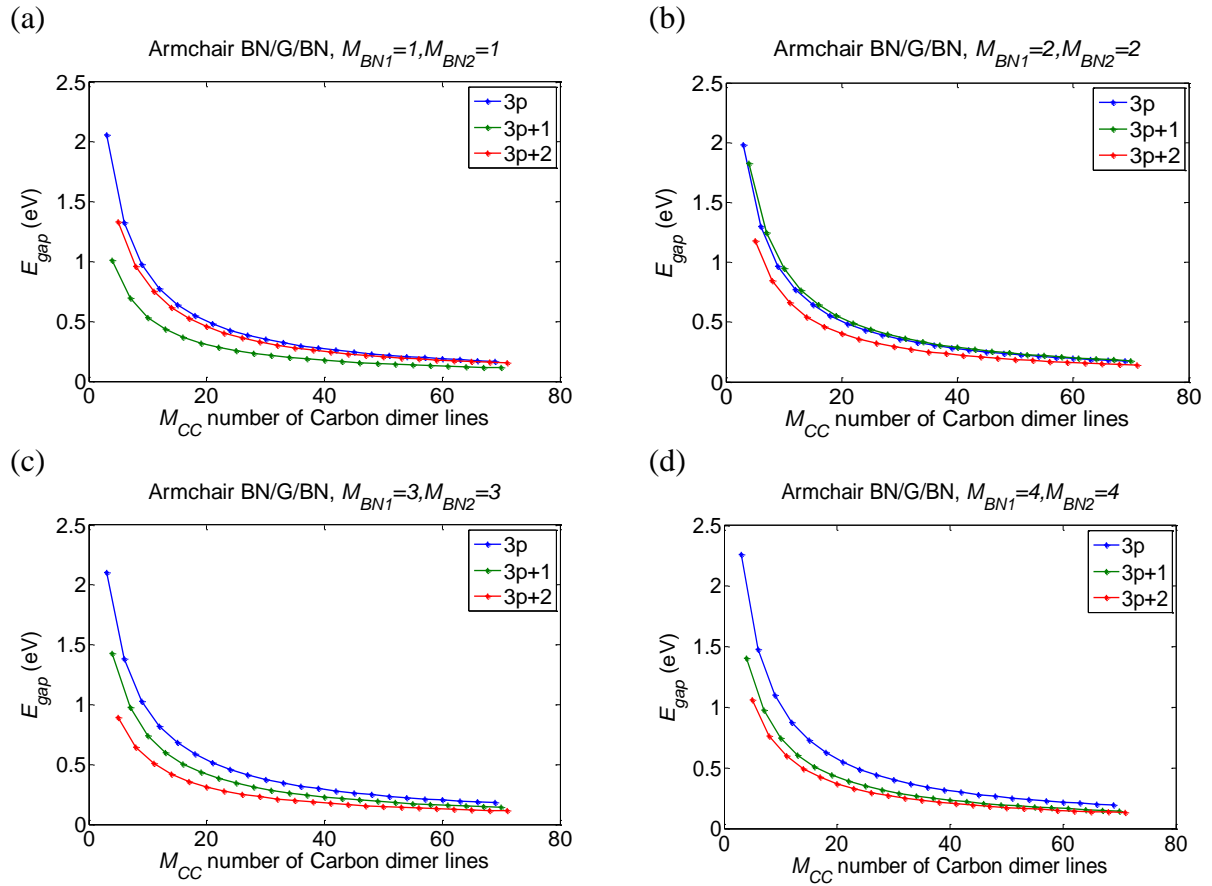 (a)
Armchair BN/G/BN, M_BN1=1,M_BN2=1
2.5
2
1.5
1
0.5
0
E_gap (eV)
3p
3p+1
3p+2
0 20 40 60 80
M_CC number of Carbon dimer lines
(b)
Armchair BN/G/BN, M_BN1=2,M_BN2=2
2.5
2
1.5
1
0.5
0
E_gap (eV)
3p
3p+1
3p+2
0 20 40 60 80
M_CC number of Carbon dimer lines
(c)
Armchair BN/G/BN, M_BN1=3,M_BN2=3
2.5
2
1.5
1
0.5
0
E_gap (eV)
3p
3p+1
3p+2
0 20 40 60 80
M_CC number of Carbon dimer lines
(d)
Armchair BN/G/BN, M_BN1=4,M_BN2=4
2.5
2
1.5
1
0.5
0
E_gap (eV)
3p
3p+1
3p+2
0 20 40 60 80
M_CC number of Carbon dimer lines